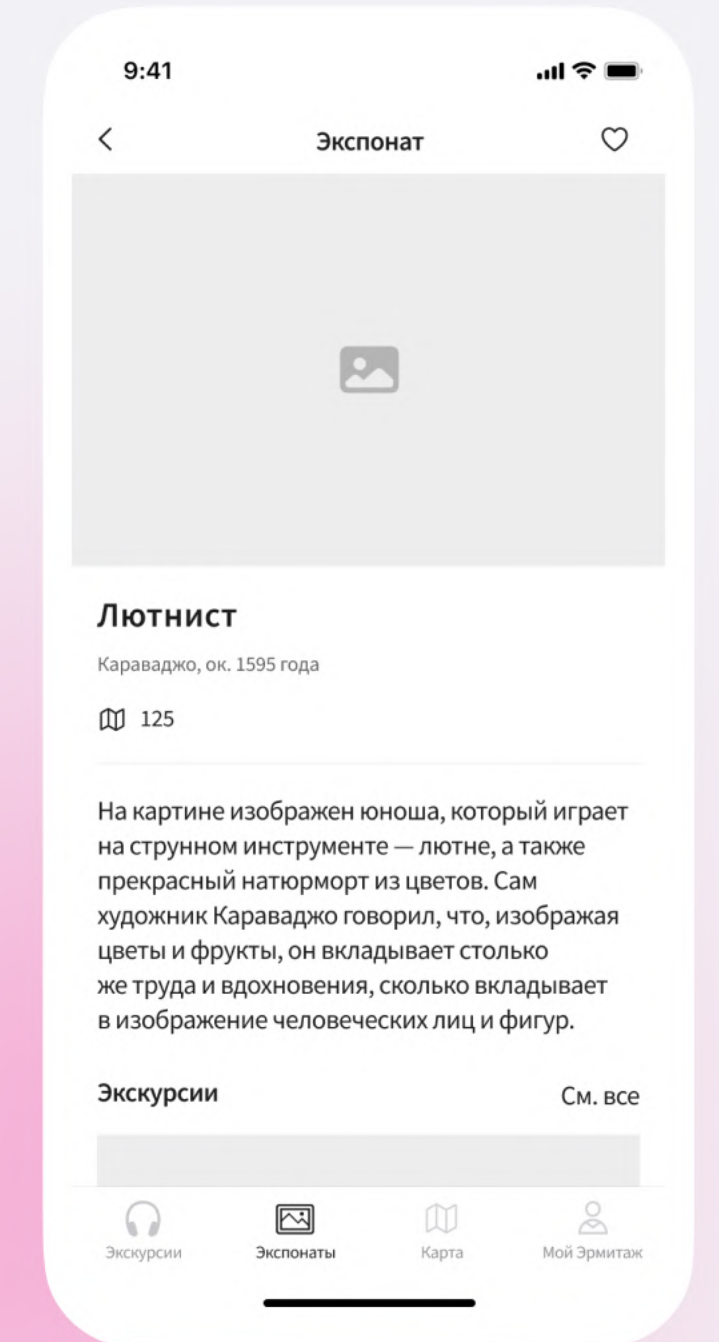 9:41
Экспонат
Лютнист
Караваджо, ок. 1595 года
125
На картине изображен юноша, который играет
на струнном инструменте — лютне, а также
прекрасный натюрморт из цветов. Сам
художник Караваджо говорил, что, изображая
цветы и фрукты, он вкладывает столько
же труда и вдохновения, сколько вкладывает
в изображение человеческих лиц и фигур.
Экскурсии См. все
Экскурсии Экспонаты Карта Мой Эрмитаж